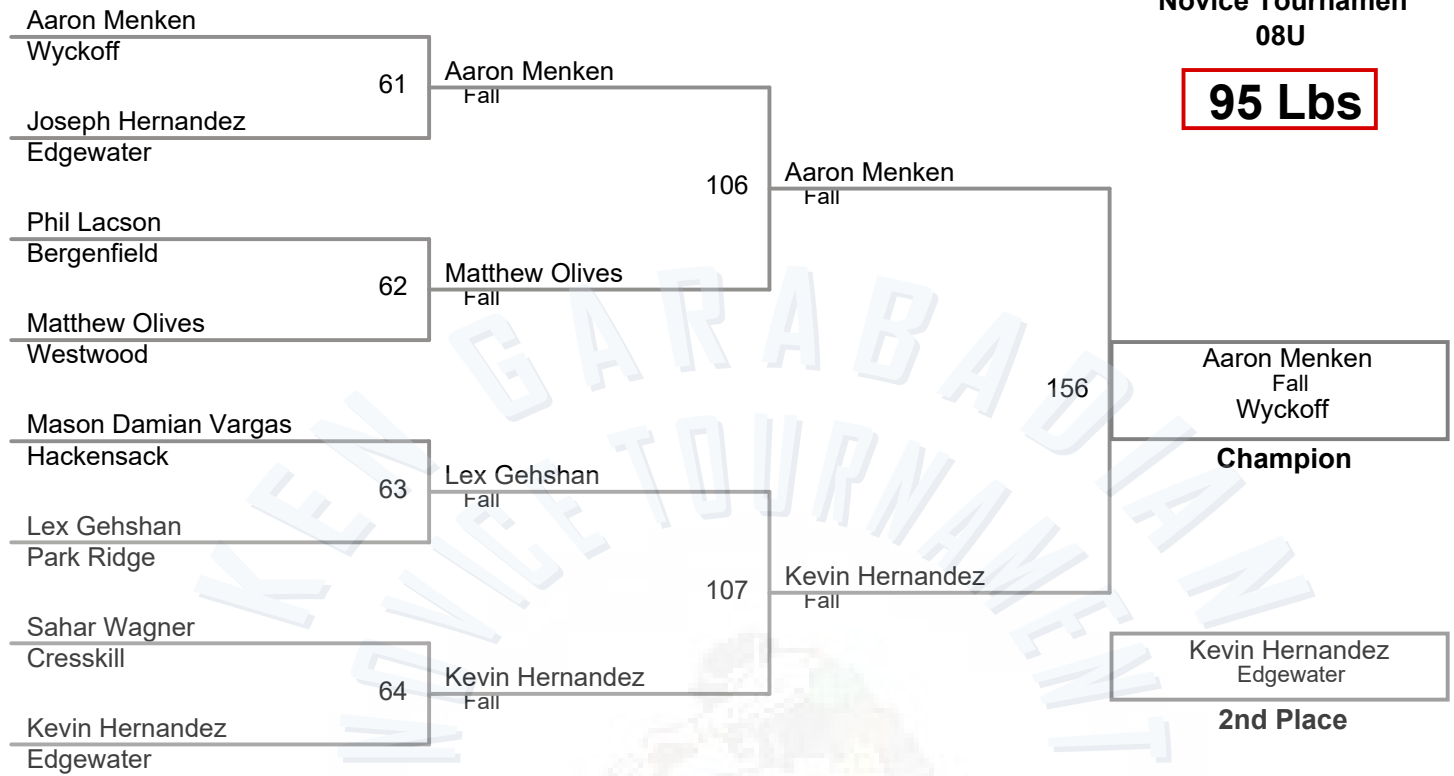 Novice Tournamen
08U
95 Lbs
Aaron Menken
Wyckoff
61
Joseph Hernandez
Edgewater
Phil Lacson
Bergenfield
62
Matthew Olives
Westwood
Mason Damian Vargas
Hackensack
63
Lex Gehshan
Park Ridge
Sahar Wagner
Cresskill
64
Kevin Hernandez
Edgewater
Aaron Menken
Fall
106
Matthew Olives
Fall
Lex Gehshan
Fall
107
Kevin Hernandez
Fall
Aaron Menken
Fall
156
Kevin Hernandez
Fall
Aaron Menken
Fall
Wyckoff
Champion
Kevin Hernandez
Edgewater
2nd Place
KEN GARABADIAN
NOVICE TOURNAMENT